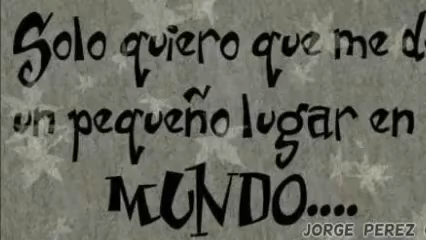 Solo quiero que me d
un pequeño lugar en
MUNDO....
JORGE PEREZ